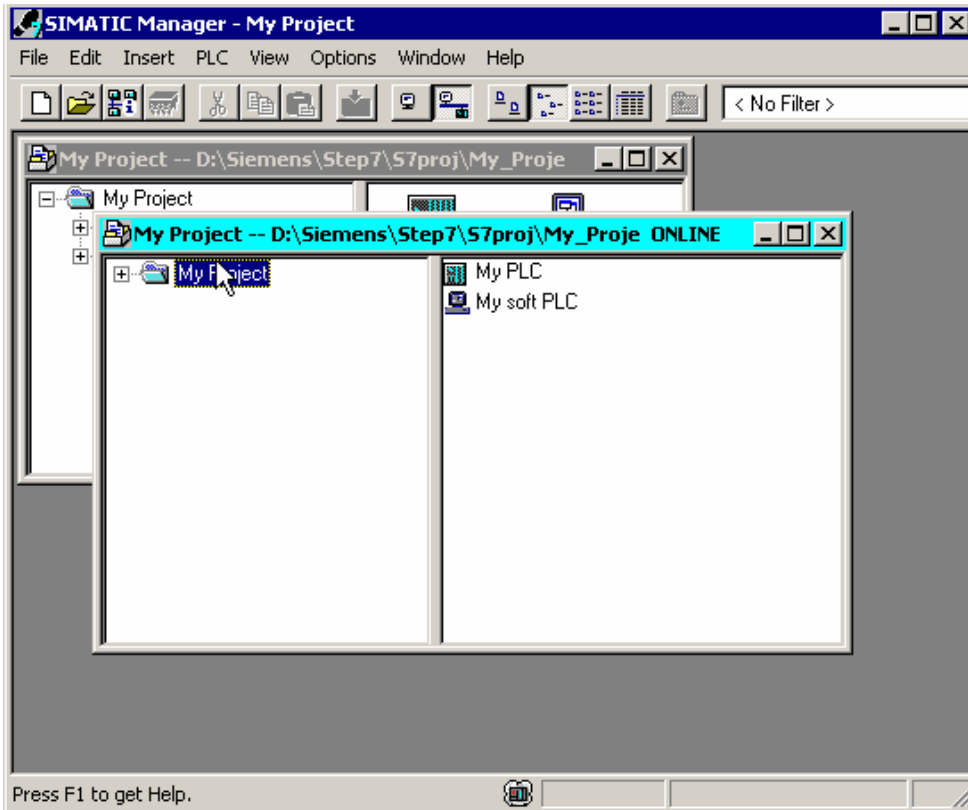 SIMATIC Manager - My Project
File Edit Insert PLC View Options Window Help
< No Filter >
My Project -- D:\Siemens\Step7\S7proj\My_Proje
My Project
My Project -- D:\Siemens\Step7\S7proj\My_Proje ONLINE
My Project
My PLC
My soft PLC
Press F1 to get Help.